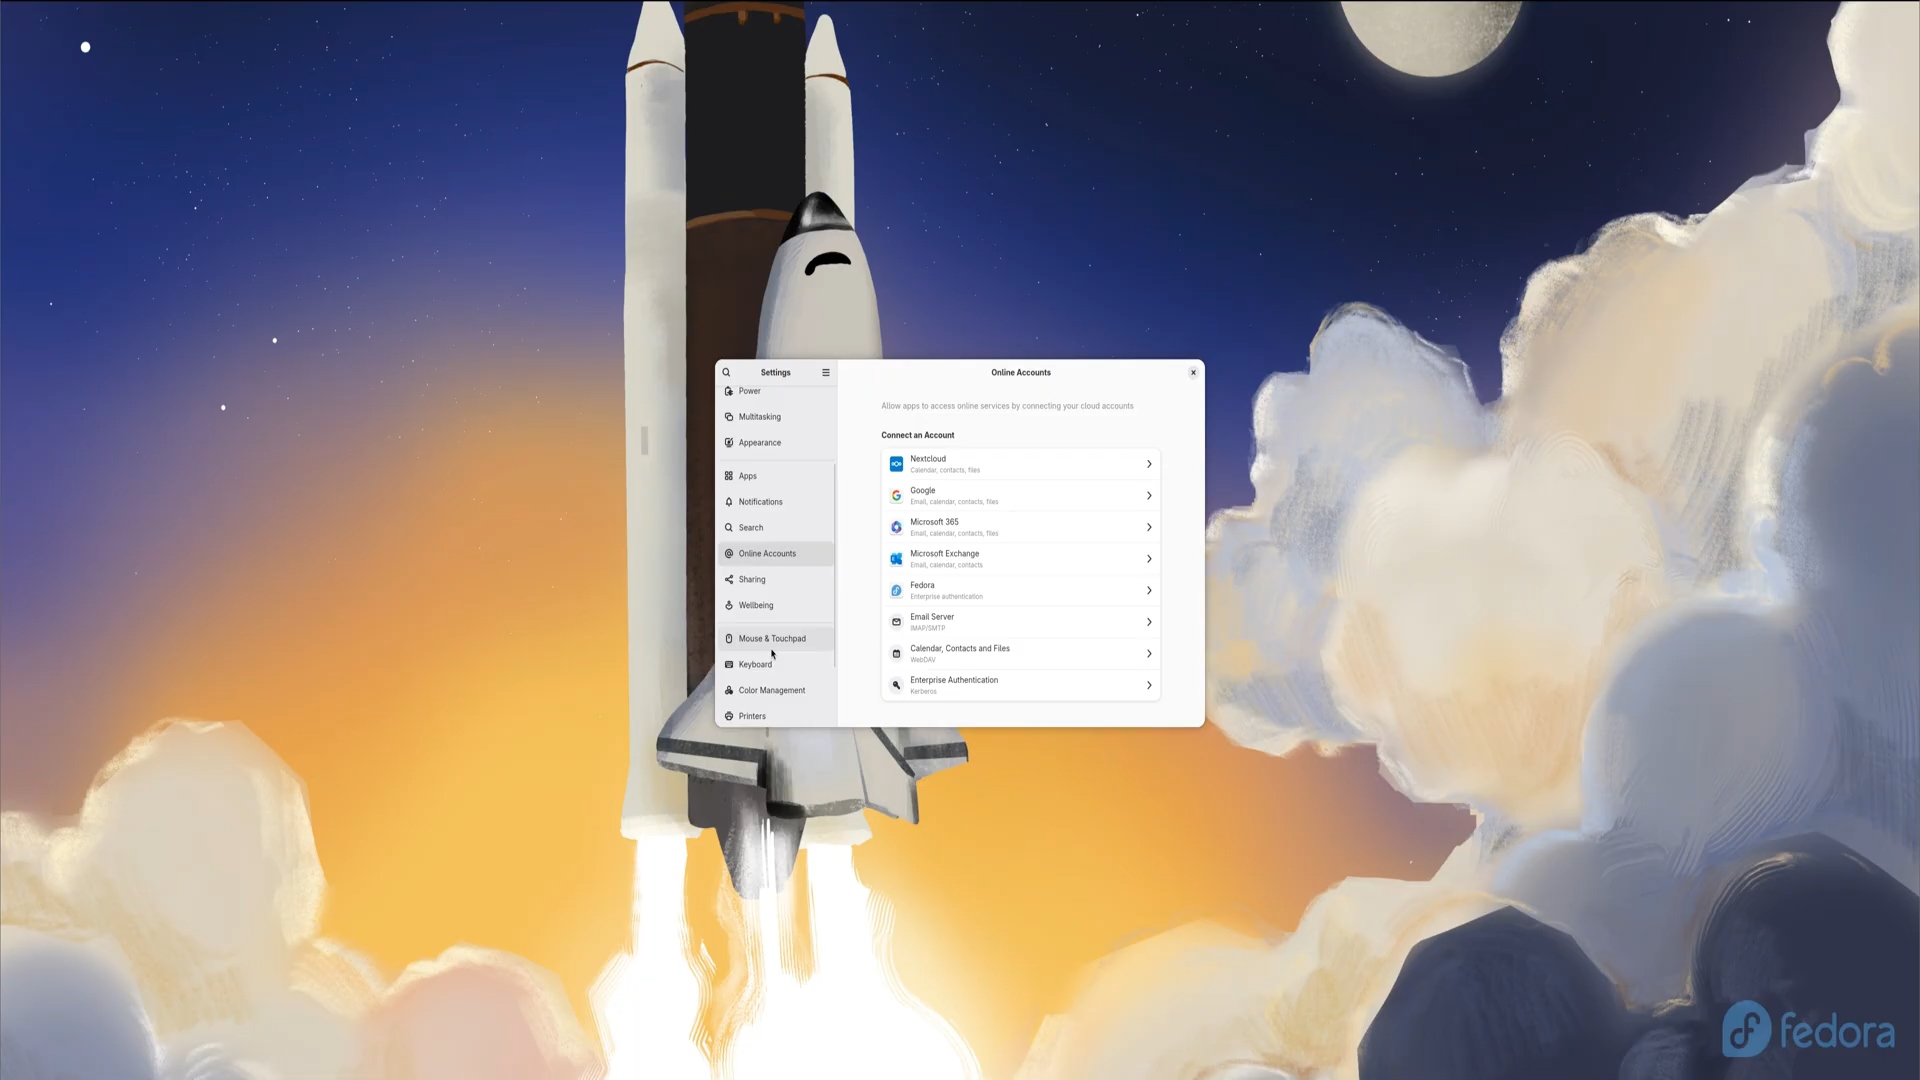 Settings
Power
Multitasking
Appearance
Apps
Notifications
Search
Online Accounts
Sharing
Wellbeing
Mouse & Touchpad
Keyboard
Color Management
Printers
Online Accounts
Allow apps to access online services by connecting your cloud accounts
Connect an Account
Nextcloud
Calendar, contacts, files
Google
Email, calendar, contacts, files
Microsoft 365
Email, calendar, contacts, files
Microsoft Exchange
Email, calendar, contacts
Fedora
Enterprise authentication
Email Server
IMAP/SMTP
Calendar, Contacts and Files
WebDAV
Enterprise Authentication
Kerberos
fedora